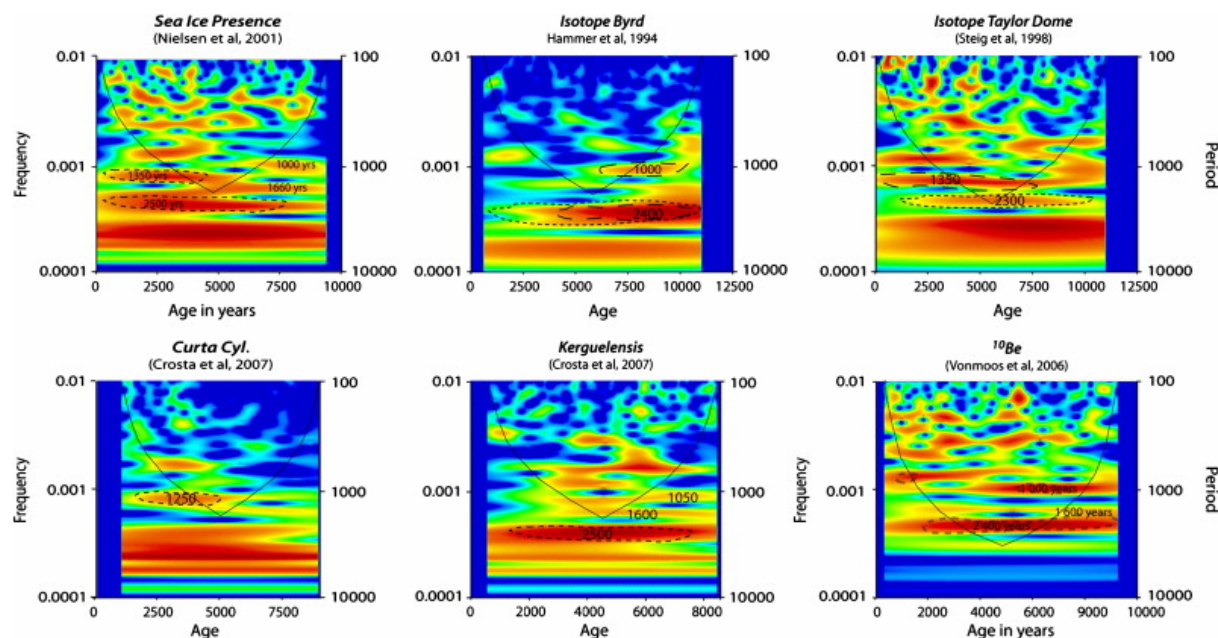 Sea Ice Presence
(Nielsen et al, 2001)
0.01
100
Frequency
0.001
1000
0.0001
10000
1350 yrs
1000 yrs
1660 yrs
2500 yrs
0 2500 5000 7500 10000
Age in years
Isotope Byrd
Hammer et al, 1994
0.01
100
0.001
1000
0.0001
10000
1000
2400
0 2500 5000 7500 10000 12500
Age
Isotope Taylor Dome
(Steig et al, 1998)
0.01
100
0.001
1000
Period
0.0001
10000
1350
2300
0 2500 5000 7500 10000 12500
Age
Curta Cyl.
(Crosta et al, 2007)
0.01
100
Frequency
0.001
1000
0.0001
10000
1250
0 2500 5000 7500
Age
Kerguelensis
(Crosta et al, 2007)
0.01
100
0.001
1000
0.0001
10000
1050
1600
2500
0 2000 4000 6000 8000
Age
10Be
(Vonmoos et al, 2006)
0.01
100
Frequency
0.001
1000
Period
0.0001
10000
years
1 600 years
years
0 2000 4000 6000 9000 10000
Age in years